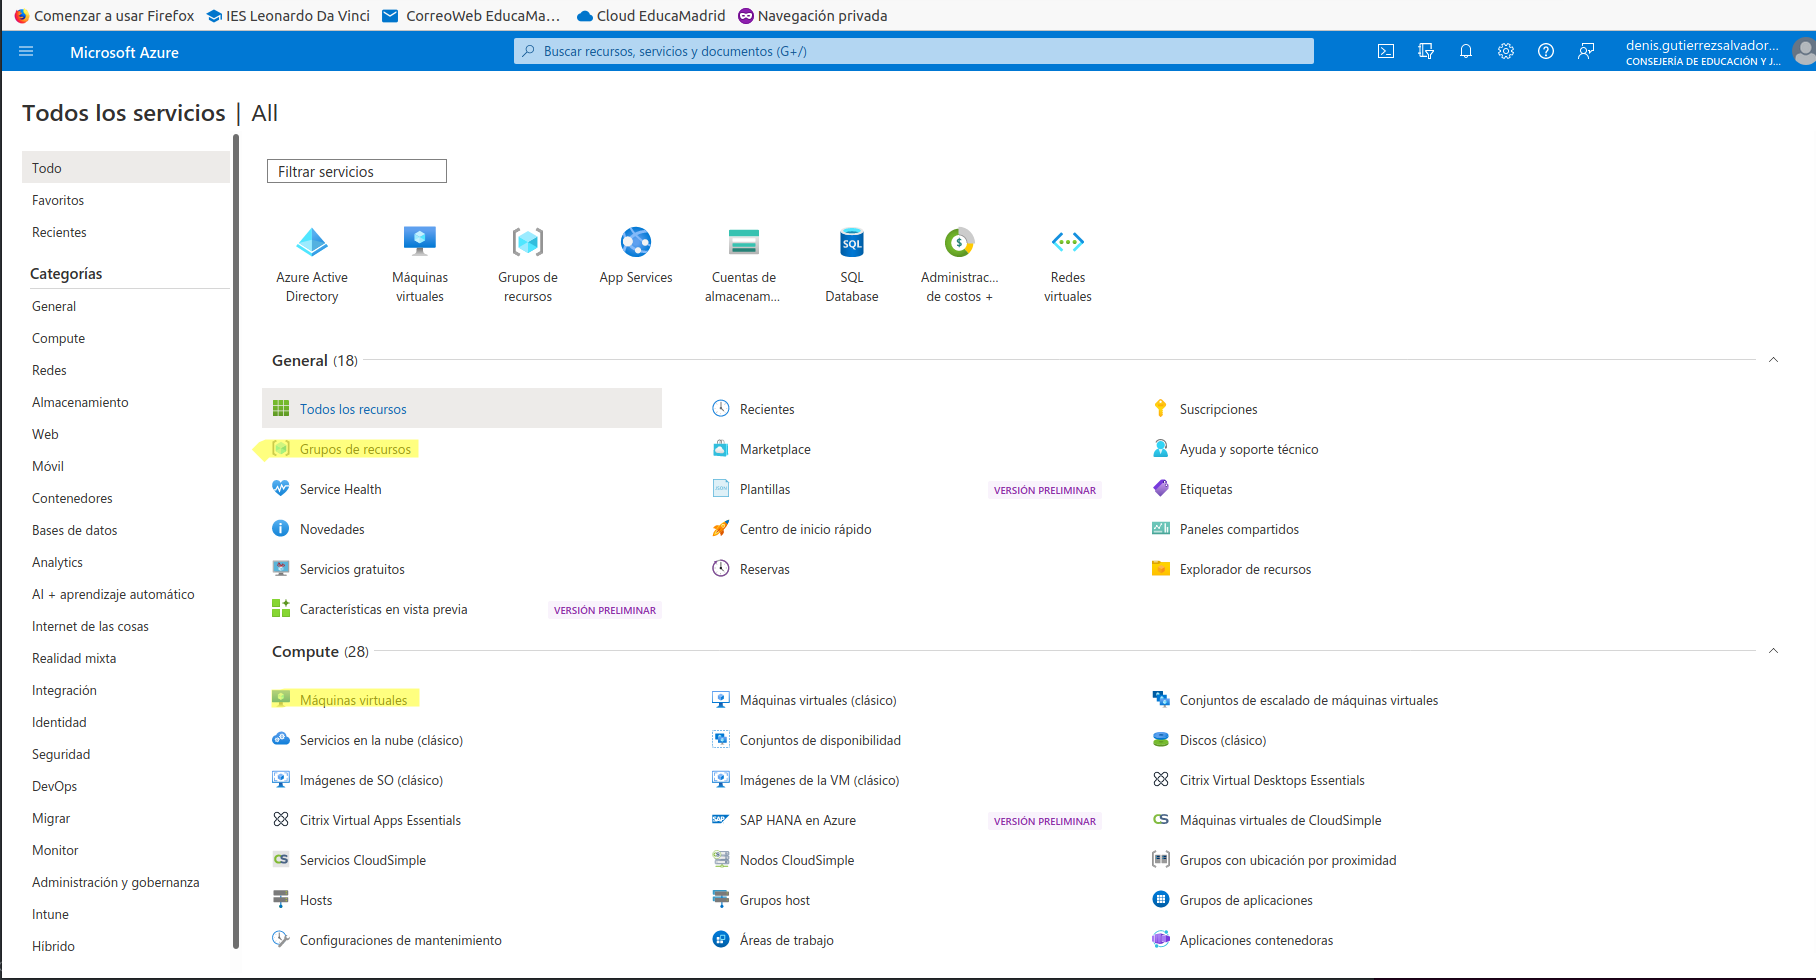 Comenzar a usar Firefox IES Leonardo Da Vinci CorreoWeb EducaMa... Cloud EducaMadrid Navegación privada
Microsoft Azure
Buscar recursos, servicios y documentos (G+/)
denis.gutierrezsalvador...
CONSEJERÍA DE EDUCACIÓN Y J...
Todos los servicios | All
Todo
Favoritos
Recientes
Categorías
General
Compute
Redes
Almacenamiento
Web
Móvil
Contenedores
Bases de datos
Analytics
AI + aprendizaje automático
Internet de las cosas
Realidad mixta
Integración
Identidad
Seguridad
DevOps
Migrar
Monitor
Administración y gobernanza
Intune
Híbrido
Filtrar servicios
Azure Active
Directory
Máquinas
virtuales
Grupos de
recursos
App Services
Cuentas de
almacenam...
SQL
SQL
Database
$
Administrac...
de costos +
Redes
virtuales
General (18)
Todos los recursos
Recientes
Suscripciones
Grupos de recursos
Marketplace
Ayuda y soporte técnico
Service Health
Plantillas VERSIÓN PRELIMINAR
Etiquetas
Novedades
Centro de inicio rápido
Paneles compartidos
Servicios gratuitos
Reservas
Explorador de recursos
Características en vista previa VERSIÓN PRELIMINAR
Compute (28)
Máquinas virtuales
Máquinas virtuales (clásico)
Conjuntos de escalado de máquinas virtuales
Servicios en la nube (clásico)
Conjuntos de disponibilidad
Discos (clásico)
Imágenes de SO (clásico)
Imágenes de la VM (clásico)
Citrix Virtual Desktops Essentials
Citrix Virtual Apps Essentials
SAP SAP HANA en Azure VERSIÓN PRELIMINAR
CS Máquinas virtuales de CloudSimple
CS Servicios CloudSimple
Nodos CloudSimple
Grupos con ubicación por proximidad
Hosts
Grupos host
Grupos de aplicaciones
Configuraciones de mantenimiento
Áreas de trabajo
Aplicaciones contenedoras